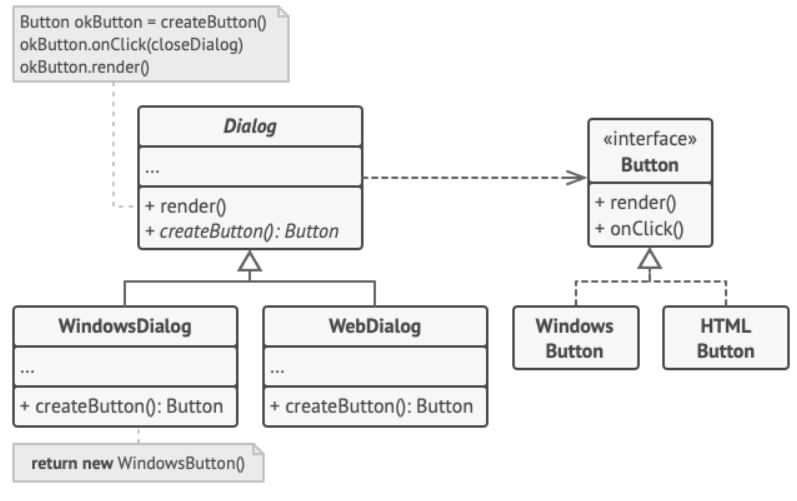 Button okButton = createButton()
okButton.onClick(closeDialog)
okButton.render()
Dialog
...
+ render()
+ createButton(): Button
«interface»
Button
+ render()
+ onClick()
WindowsDialog
...
+ createButton(): Button
WebDialog
...
+ createButton(): Button
Windows
Button
HTML
Button
return new WindowsButton()